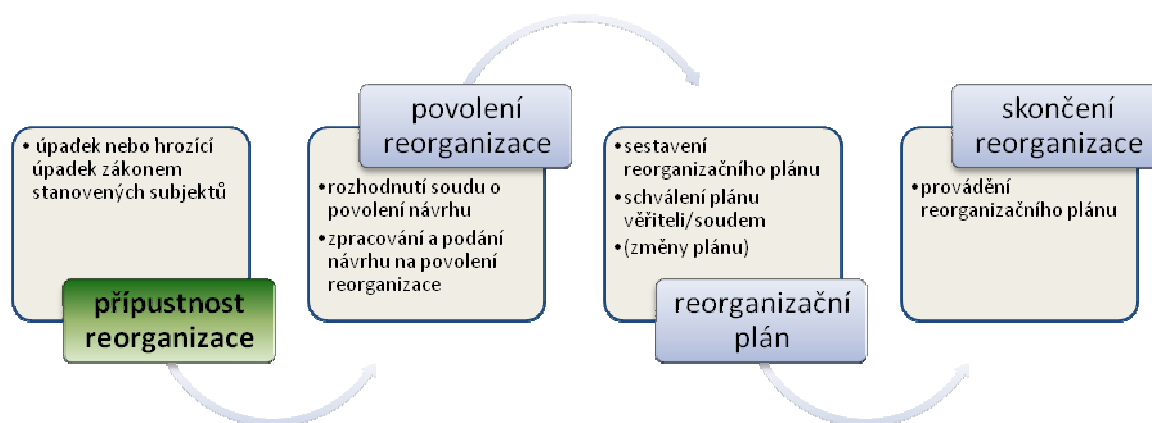 • úpadek nebo hrozící
úpadek zákonem
stanovených subjektů
přípustnost
reorganizace
povolení
reorganizace
•rozhodnutí soudu o
povolení návrhu
•zpracování a podání
návrhu na povolení
reorganizace
•sestavení
reorganizačního plánu
•schválení plánu
věřiteli/soudem
•(změny plánu)
reorganizační
plán
skončení
reorganizace
•provádění
reorganizačního plánu